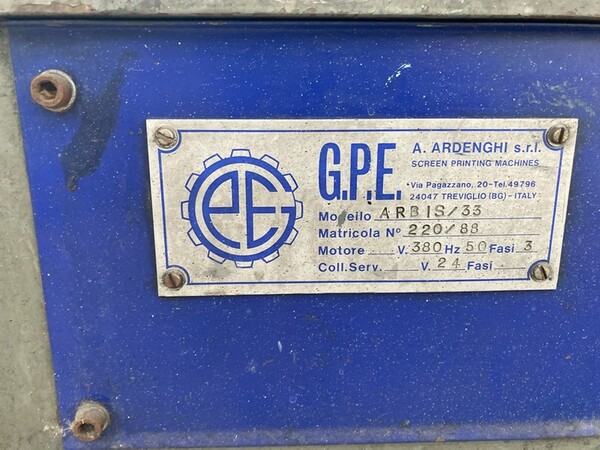 G.P.E.
A. ARDENGHI s.r.l.
SCREEN PRINTING MACHINES
Via Pagazzano, 20-Tel.49796
24047 TREVIGLIO (BG) - ITALY
Modello ARBIS/33
Matricola Nº 220/88
Motore V. 380 Hz 50 Fasi 3
Coll.Serv. V. 24 Fasi